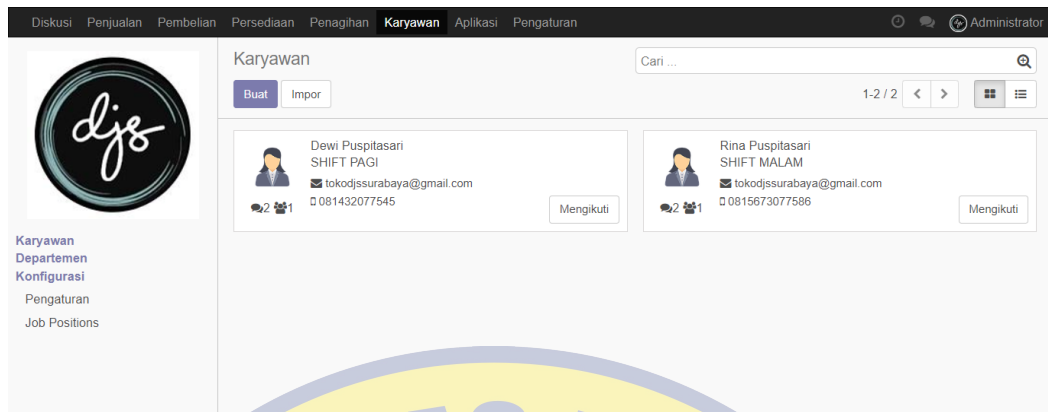 Diskusi Penjualan Pembelian Persediaan Penagihan Karyawan Aplikasi Pengaturan Administrator
djs
Karyawan
Departemen
Konfigurasi
Pengaturan
Job Positions
Karyawan
Cari ...
Buat Impor
1-2 / 2
Dewi Puspitasari
SHIFT PAGI
tokodjssurabaya@gmail.com
2 1 081432077545
Mengikuti
Rina Puspitasari
SHIFT MALAM
tokodjssurabaya@gmail.com
2 1 0815673077586
Mengikuti